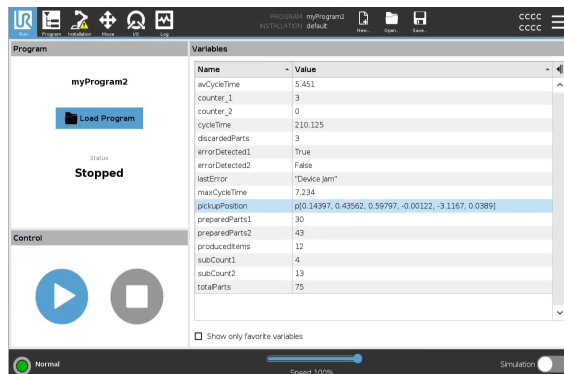 UR
PROGRAM myProgram2
INSTALLATION default
CCCC
CCCC
Run Program Installation Move I/O Log
New... Open... Save...
Program
Variables
Name Value
avCycleTime 5.451
counter_1 3
counter_2 0
cycleTime 210.125
discardedParts 3
errorDetected1 True
errorDetected2 False
lastError "Device Jam"
maxCycleTime 7.234
pickupPosition p[0.14397, 0.43562, 0.59797, -0.00122, -3.1167, 0.0389]
preparedParts1 30
preparedParts2 43
producedItems 12
subCount1 4
subCount2 13
totalParts 75
Show only favorite variables
myProgram2
Load Program
Status
Stopped
Control
Normal
Speed 100%
Simulation